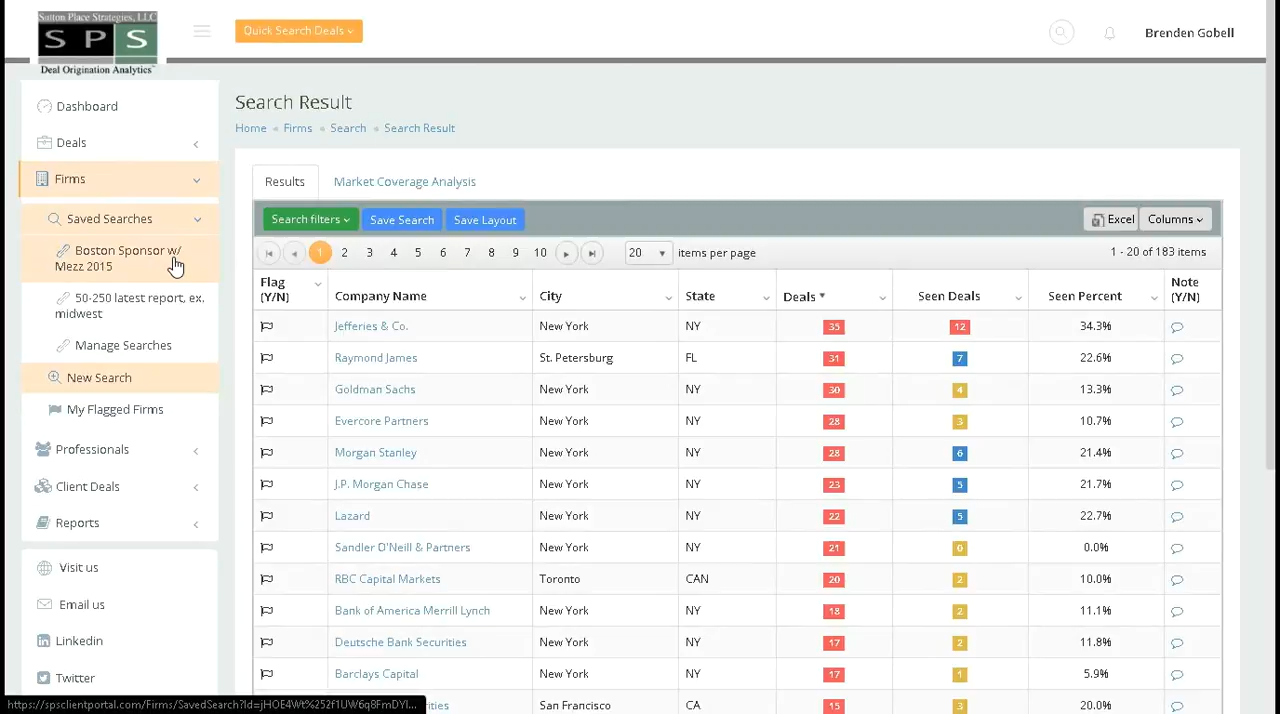 Sutton Place Strategies, LLC
SPS
Deal Origination Analytics™
Quick Search Deals
Brenden Gobell
Dashboard
Deals
Firms
Saved Searches
Boston Sponsor w/
Mezz 2015
50-250 latest report, ex.
midwest
Manage Searches
New Search
My Flagged Firms
Professionals
Client Deals
Reports
Visit us
Email us
Linkedin
Twitter
Search Result
Home Firms Search Search Result
Results Market Coverage Analysis
Search filters Save Search Save Layout Excel Columns
1 2 3 4 5 6 7 8 9 10 20 items per page 1 - 20 of 183 items
Flag
(Y/N) Company Name City State Deals Seen Deals Seen Percent Note
(Y/N)
Jefferies & Co. New York NY 35 12 34.3%
Raymond James St. Petersburg FL 31 7 22.6%
Goldman Sachs New York NY 30 4 13.3%
Evercore Partners New York NY 28 3 10.7%
Morgan Stanley New York NY 28 6 21.4%
J.P. Morgan Chase New York NY 23 5 21.7%
Lazard New York NY 22 5 22.7%
Sandler O'Neill & Partners New York NY 21 0 0.0%
RBC Capital Markets Toronto CAN 20 2 10.0%
Bank of America Merrill Lynch New York NY 18 2 11.1%
Deutsche Bank Securities New York NY 17 2 11.8%
Barclays Capital New York NY 17 1 5.9%
San Francisco CA 15 3 20.0%